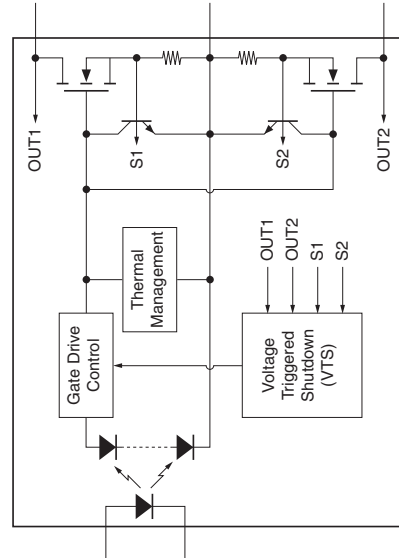 OUT1
S1
S2
OUT2
Thermal
Management
OUT1
OUT2
S1
S2
Gate Drive
Control
Voltage
Triggered
Shutdown
(VTS)